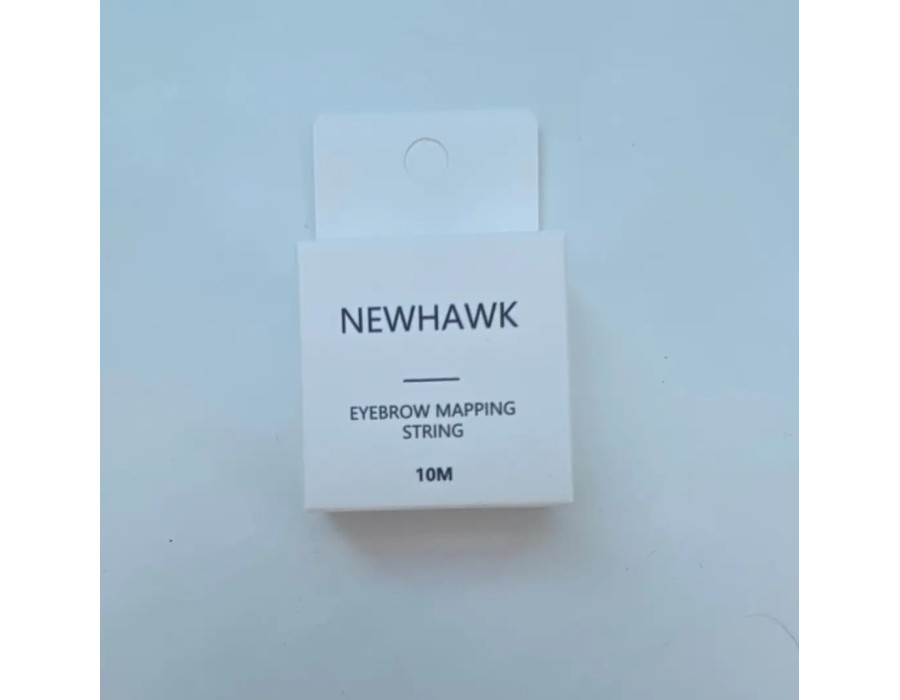 NEWHAWK
EYEBROW MAPPING
STRING
10M